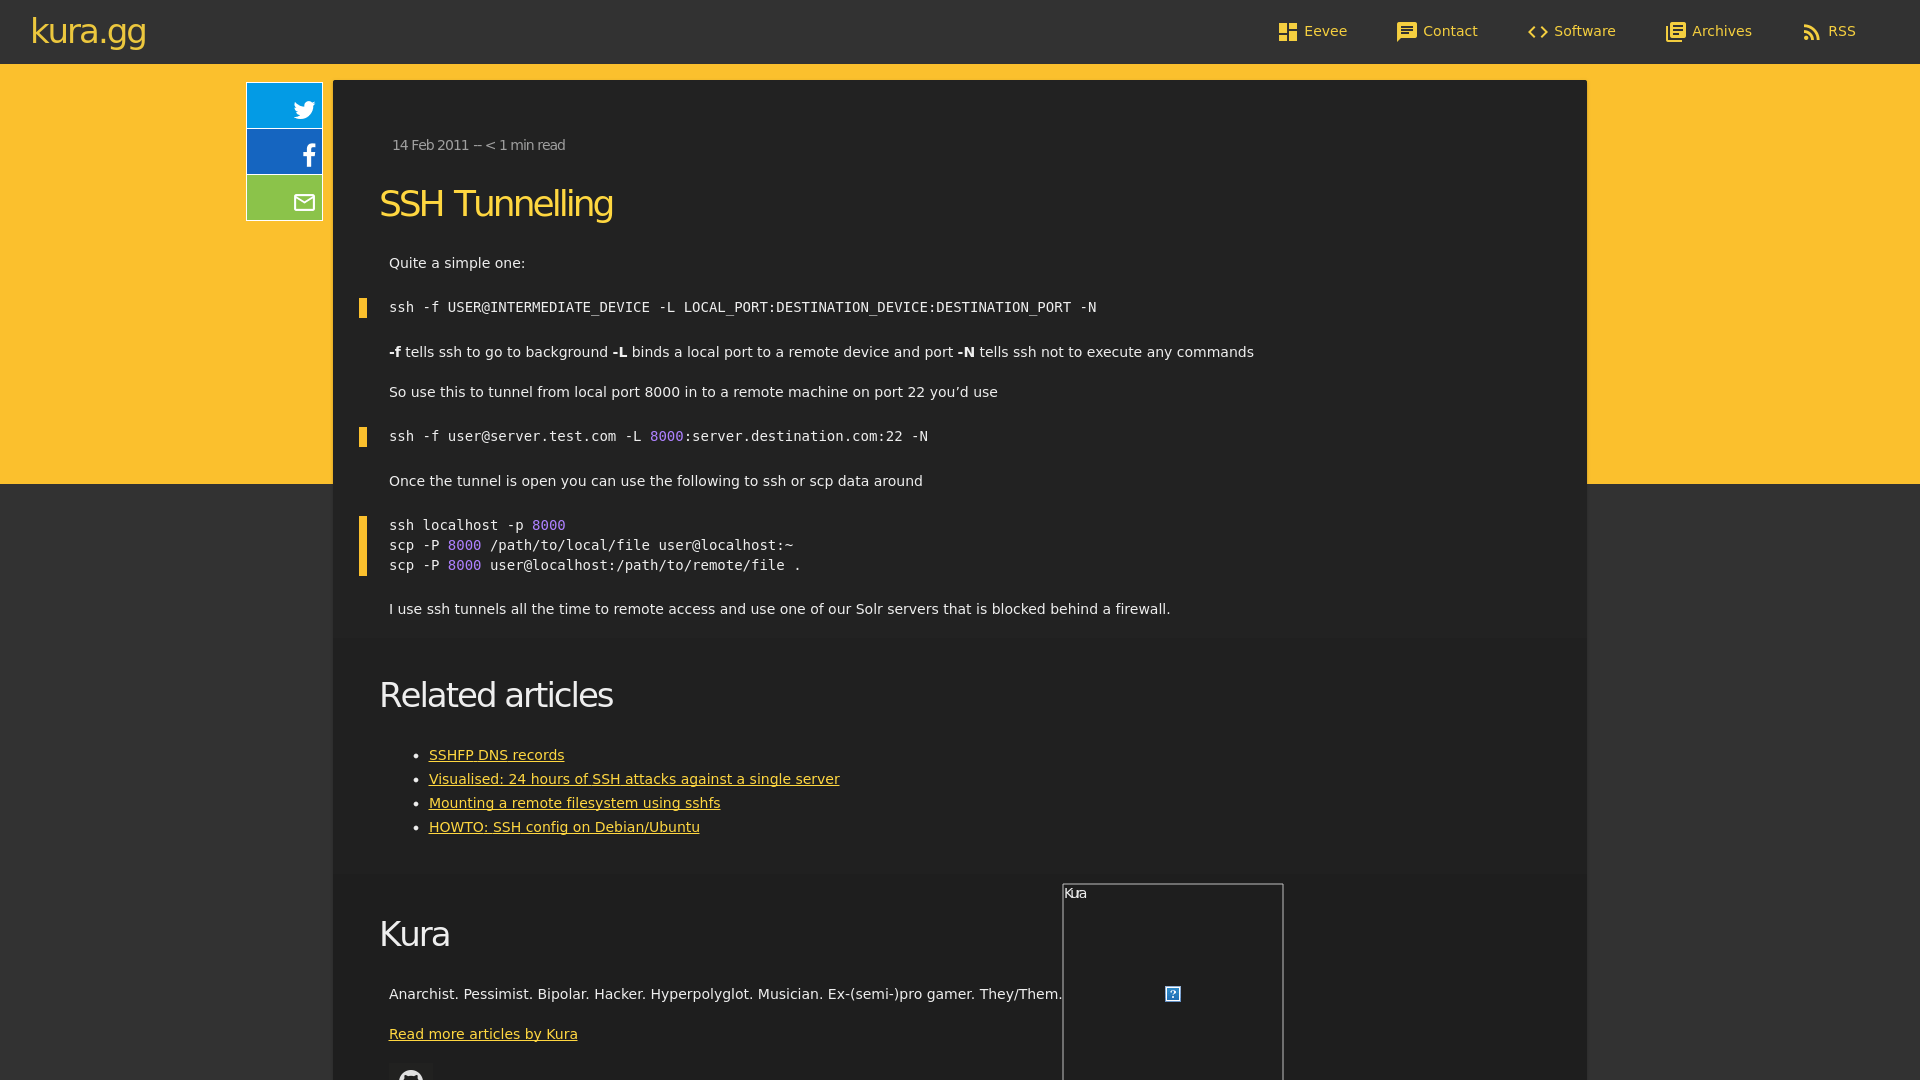 kura.gg
Eevee
Contact
Software
Archives
RSS
14 Feb 2011 -- < 1 min read
SSH Tunnelling
Quite a simple one:
ssh -f USER@INTERMEDIATE_DEVICE -L LOCAL_PORT:DESTINATION_DEVICE:DESTINATION_PORT -N
-f tells ssh to go to background -L binds a local port to a remote device and port -N tells ssh not to execute any commands
So use this to tunnel from local port 8000 in to a remote machine on port 22 you’d use
ssh -f user@server.test.com -L 8000:server.destination.com:22 -N
Once the tunnel is open you can use the following to ssh or scp data around
ssh localhost -p 8000
scp -P 8000 /path/to/local/file user@localhost:~
scp -P 8000 user@localhost:/path/to/remote/file .
I use ssh tunnels all the time to remote access and use one of our Solr servers that is blocked behind a firewall.
Related articles
SSHFP DNS records
Visualised: 24 hours of SSH attacks against a single server
Mounting a remote filesystem using sshfs
HOWTO: SSH config on Debian/Ubuntu
Kura
Kura
Anarchist. Pessimist. Bipolar. Hacker. Hyperpolyglot. Musician. Ex-(semi-)pro gamer. They/Them.
Read more articles by Kura